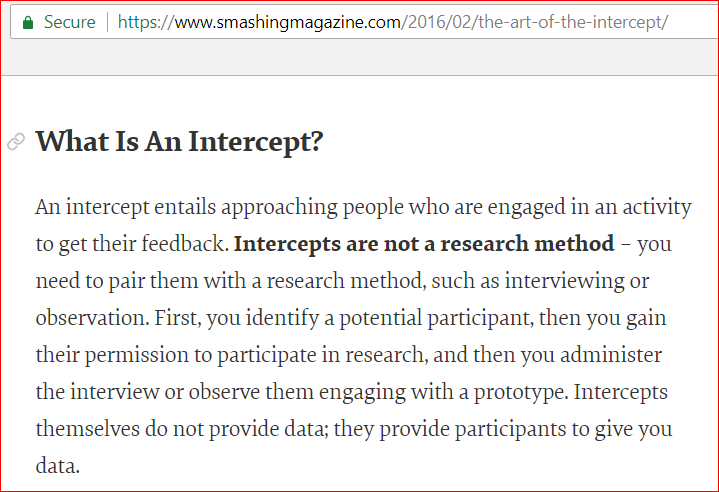 Secure https://www.smashingmagazine.com/2016/02/the-art-of-the-intercept/
What Is An Intercept?
An intercept entails approaching people who are engaged in an activity
to get their feedback. Intercepts are not a research method – you
need to pair them with a research method, such as interviewing or
observation. First, you identify a potential participant, then you gain
their permission to participate in research, and then you administer
the interview or observe them engaging with a prototype. Intercepts
themselves do not provide data; they provide participants to give you
data.